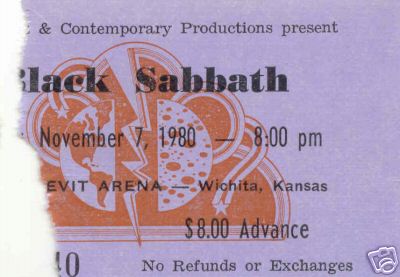 & Contemporary Productions present
Black Sabbath
November 7, 1980 — 8:00 pm
EVIT ARENA — Wichita, Kansas
$8.00 Advance
40 No Refunds or Exchanges